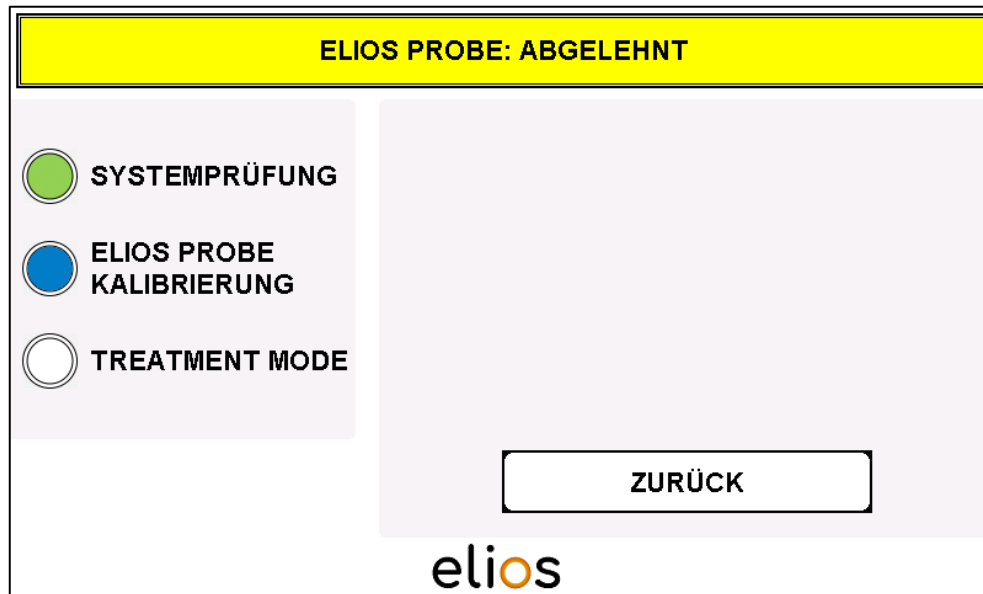 ELIOS PROBE: ABGELEHNT
SYSTEMPRÜFUNG
ELIOS PROBE
KALIBRIERUNG
TREATMENT MODE
ZURÜCK
elios